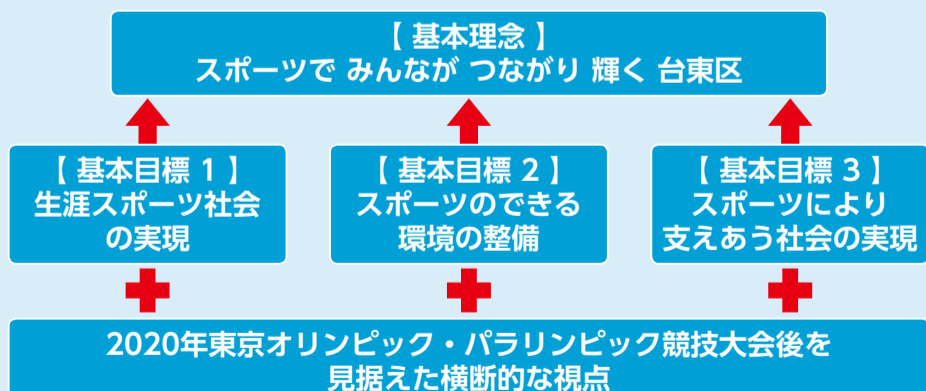 【 基本理念 】
スポーツで みんなが つながり 輝く 台東区
【 基本目標 1 】
生涯スポーツ社会
の実現
【 基本目標 2 】
スポーツのできる
環境の整備
【 基本目標 3 】
スポーツにより
支えあう社会の実現
2020年東京オリンピック・パラリンピック競技大会後を
見据えた横断的な視点